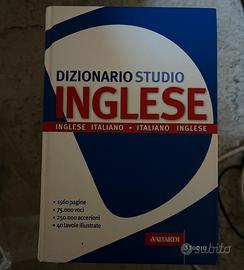 DIZIONARIO STUDIO
INGLESE
INGLESE ITALIANO • ITALIANO INGLESE
• 1560 pagine
• 75.000 voci
• 250.000 accezioni
• 40 tavole illustrate
A.VALLARDI
STUDIO
subito